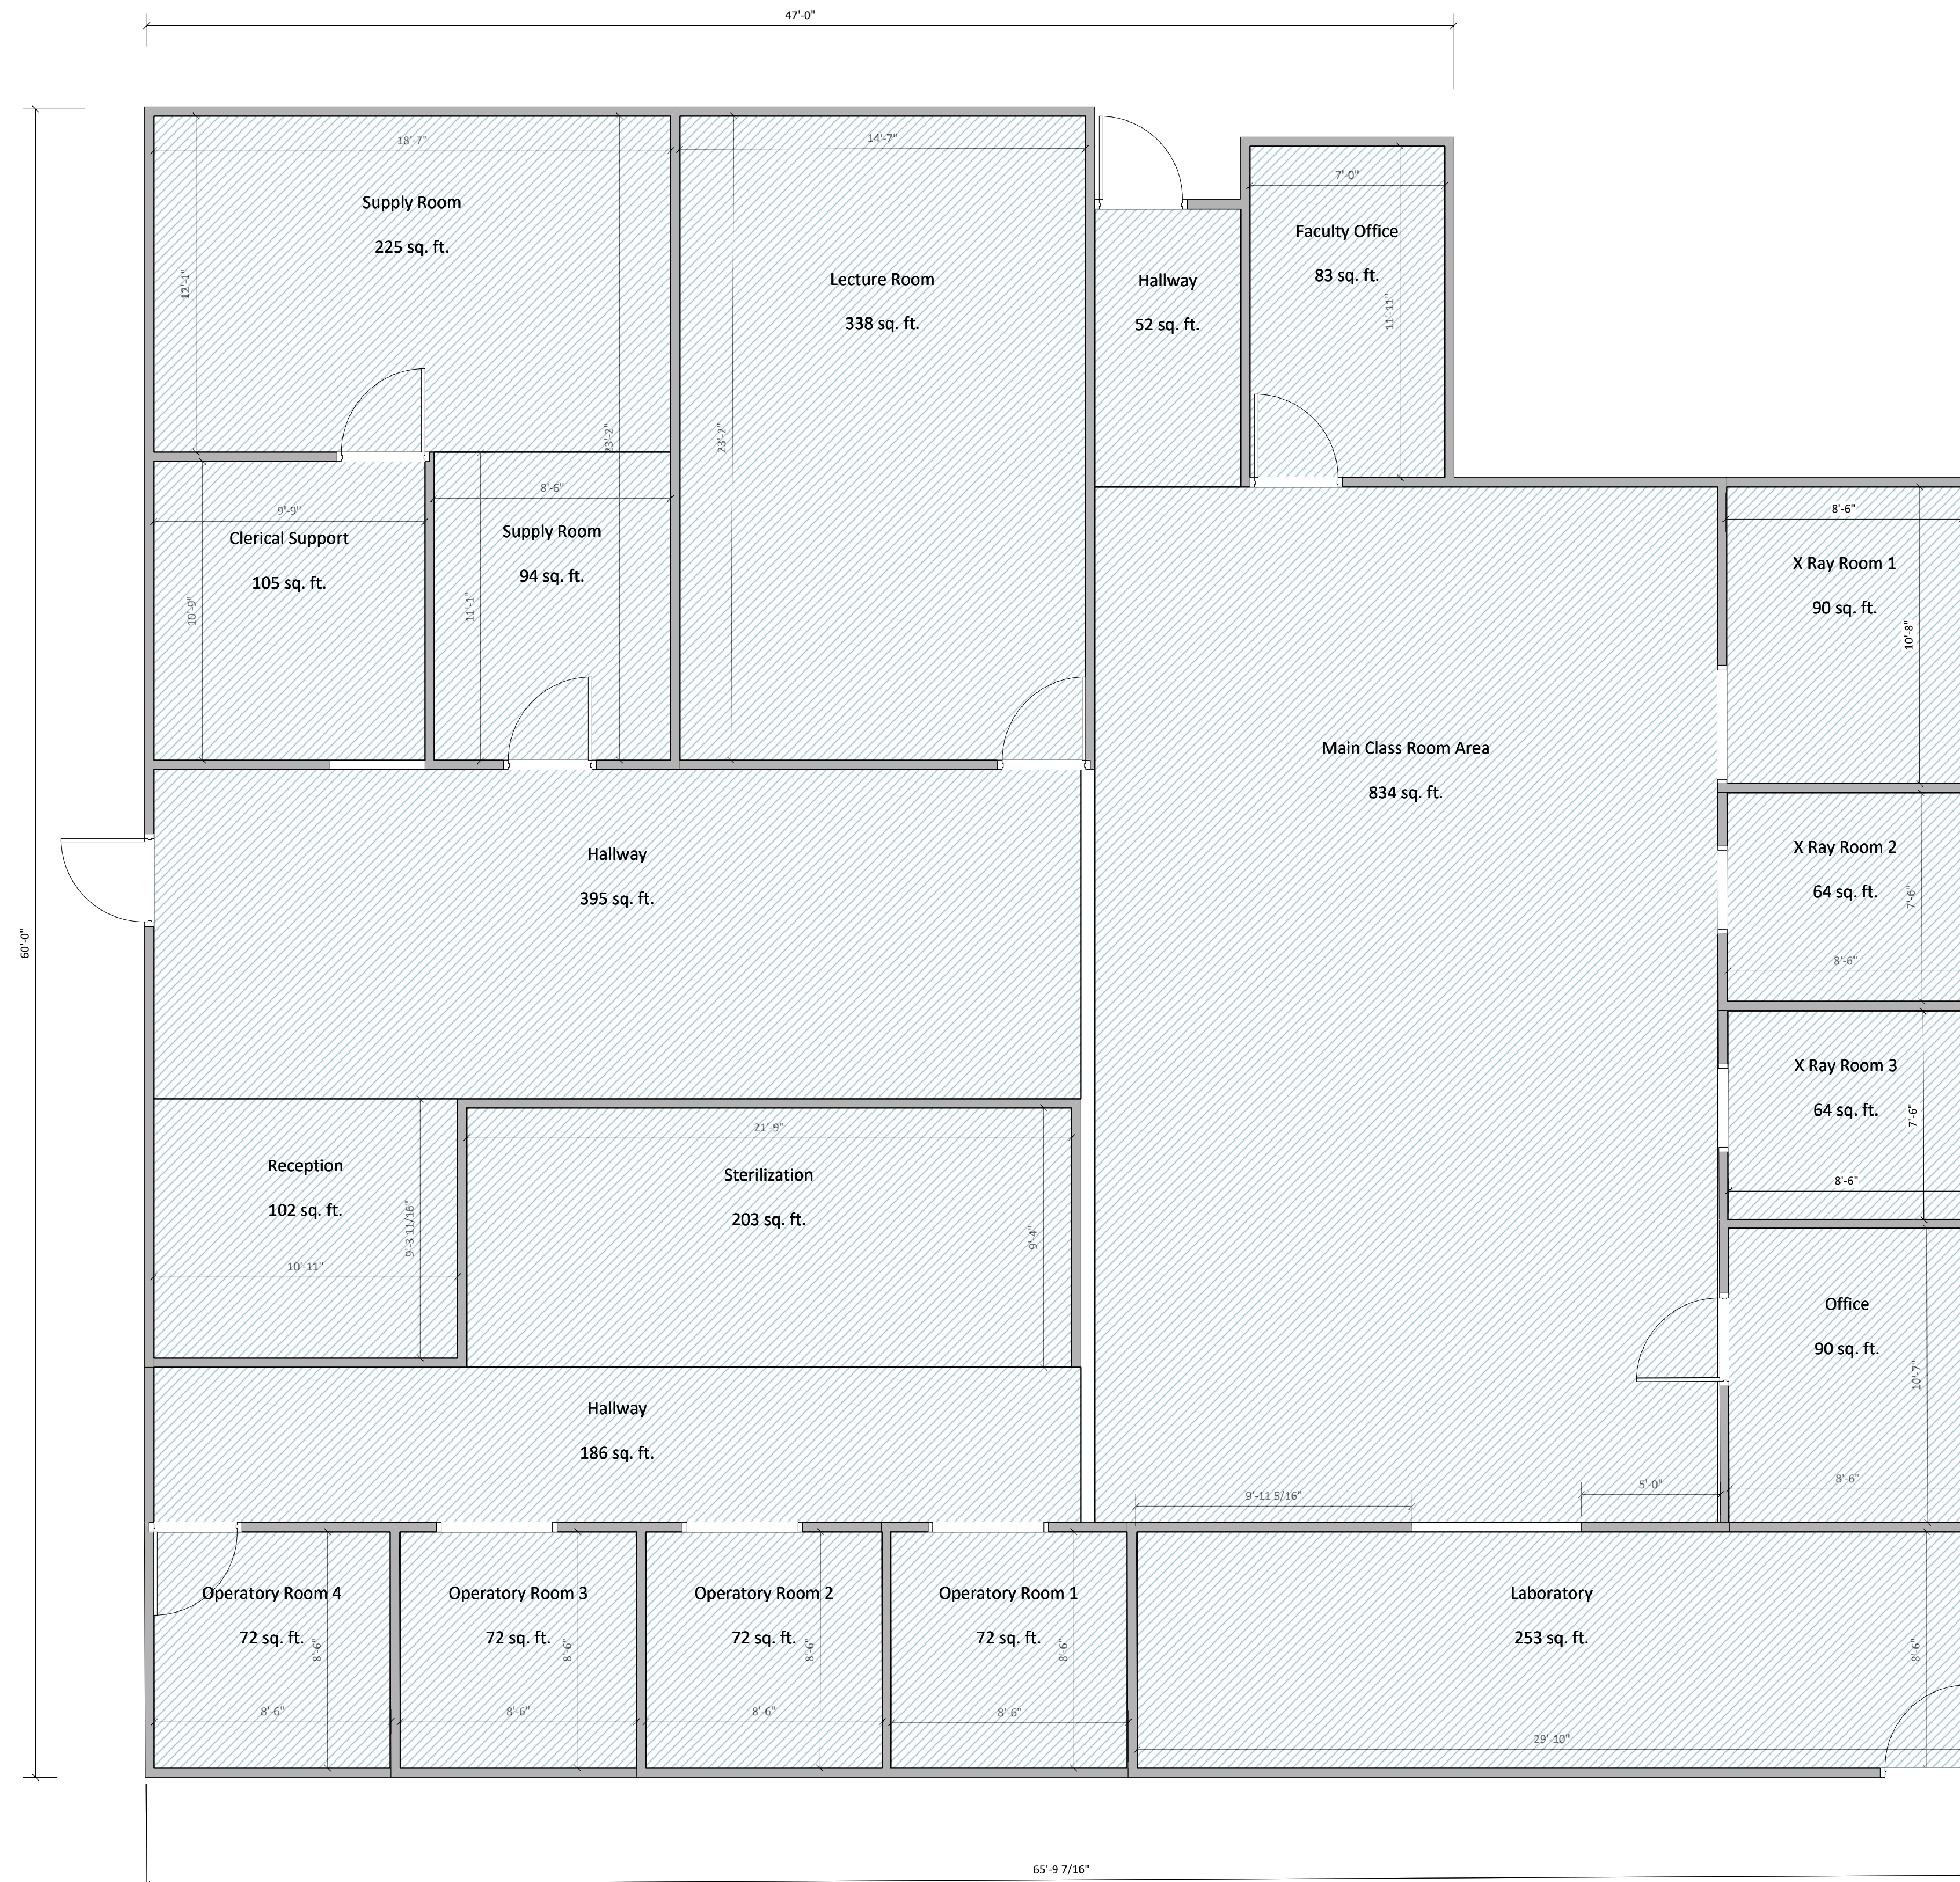 47'-0"
18'-7"
14'-7"
7'-0"
Supply Room
225 sq. ft.
12'-1"
23'-2"
Lecture Room
338 sq. ft.
23'-2"
Hallway
52 sq. ft.
Faculty Office
83 sq. ft.
11'-11"
9'-9"
Clerical Support
105 sq. ft.
10'-9"
8'-6"
Supply Room
94 sq. ft.
11'-1"
8'-6"
X Ray Room 1
90 sq. ft.
10'-8"
Main Class Room Area
834 sq. ft.
Hallway
395 sq. ft.
60'-0"
X Ray Room 2
64 sq. ft.
7'-6"
8'-6"
X Ray Room 3
64 sq. ft.
7'-6"
8'-6"
21'-9"
Reception
102 sq. ft.
9'-3 11/16"
10'-11"
Sterilization
203 sq. ft.
9'-4"
Office
90 sq. ft.
10'-7"
8'-6"
Hallway
186 sq. ft.
9'-11 5/16"
5'-0"
Operatory Room 4
72 sq. ft.
8'-6"
8'-6"
Operatory Room 3
72 sq. ft.
8'-6"
8'-6"
Operatory Room 2
72 sq. ft.
8'-6"
8'-6"
Operatory Room 1
72 sq. ft.
8'-6"
8'-6"
Laboratory
253 sq. ft.
8'-6"
29'-10"
65'-9 7/16"